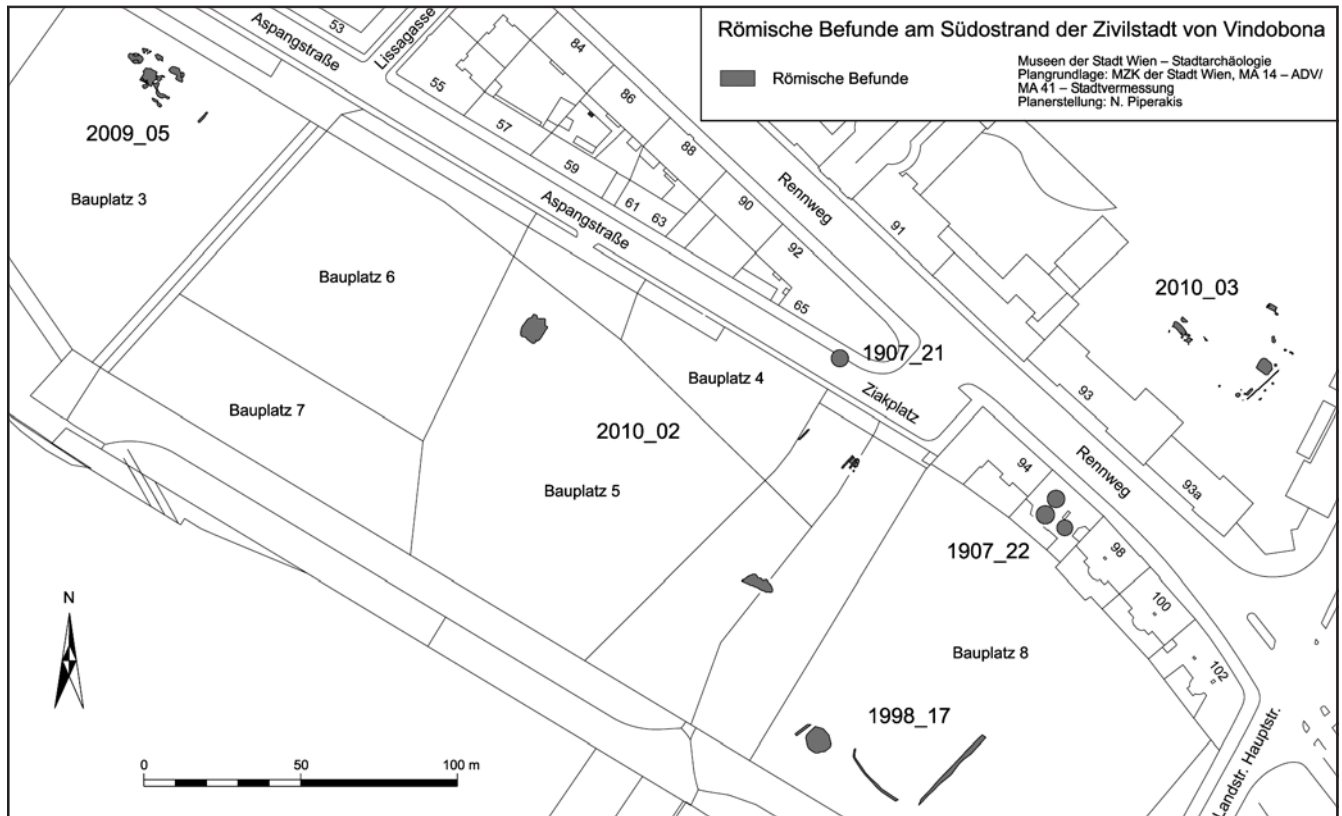 Römische Befunde am Südostrand der Zivilstadt von Vindobona
Römische Befunde
Museen der Stadt Wien – Stadtarchäologie
Plangrundlage: MZK der Stadt Wien, MA 14 – ADV/
MA 41 – Stadtvermessung
Planerstellung: N. Piperakis
Aspangstraße
53
Lissagasse
55
84
86
57
88
59
90
61
63
92
65
Aspangstraße
Rennweg
91
2009_05
Bauplatz 3
Bauplatz 6
2010_03
1907_21
Bauplatz 4
Ziakplatz
93
Bauplatz 7
2010_02
Bauplatz 5
94
Rennweg
93a
1907_22
98
100
102
N
Bauplatz 8
1998_17
Landstr. Hauptstr.
0
50
100 m